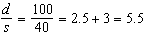 d/s = 100/40 = 2.5 + 3 = 5.5